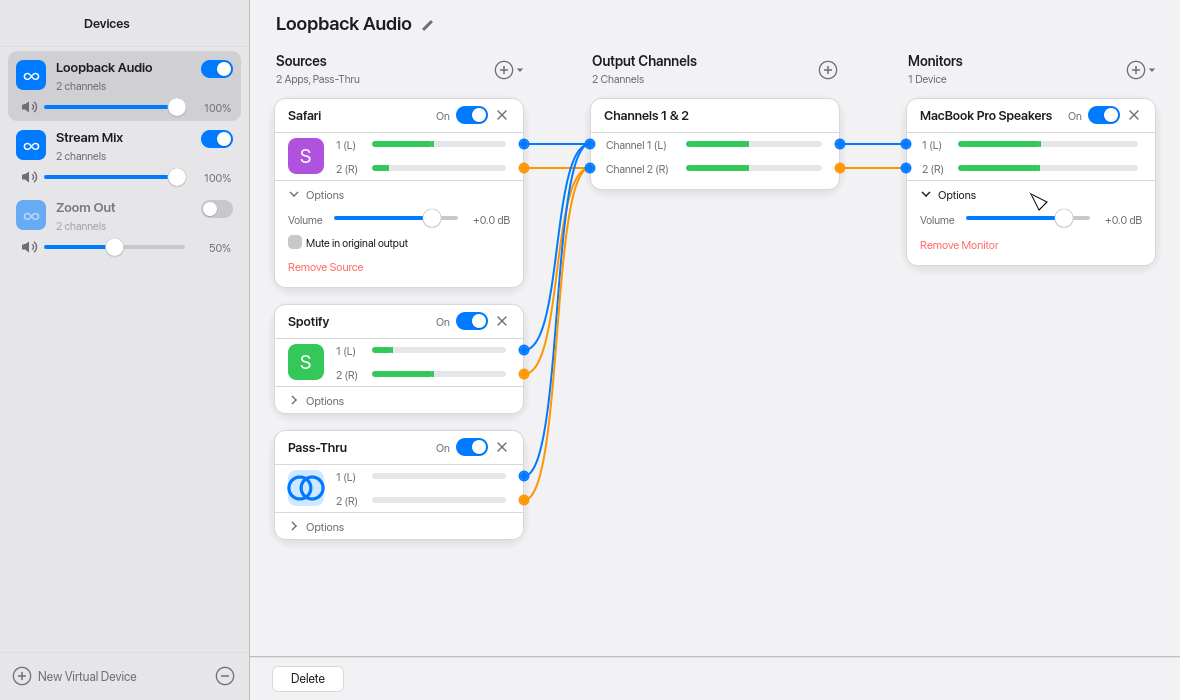 Devices
Loopback Audio
2 channels
100%
Stream Mix
2 channels
100%
Zoom Out
2 channels
50%
New Virtual Device
Loopback Audio
Sources
2 Apps, Pass-Thru
Output Channels
2 Channels
Monitors
1 Device
Safari
On
S
1 (L)
2 (R)
Options
Volume
+0.0 dB
Mute in original output
Remove Source
Spotify
On
S
1 (L)
2 (R)
Options
Pass-Thru
On
1 (L)
2 (R)
Options
Channels 1 & 2
Channel 1 (L)
Channel 2 (R)
MacBook Pro Speakers
On
1 (L)
2 (R)
Options
Volume
+0.0 dB
Remove Monitor
Delete